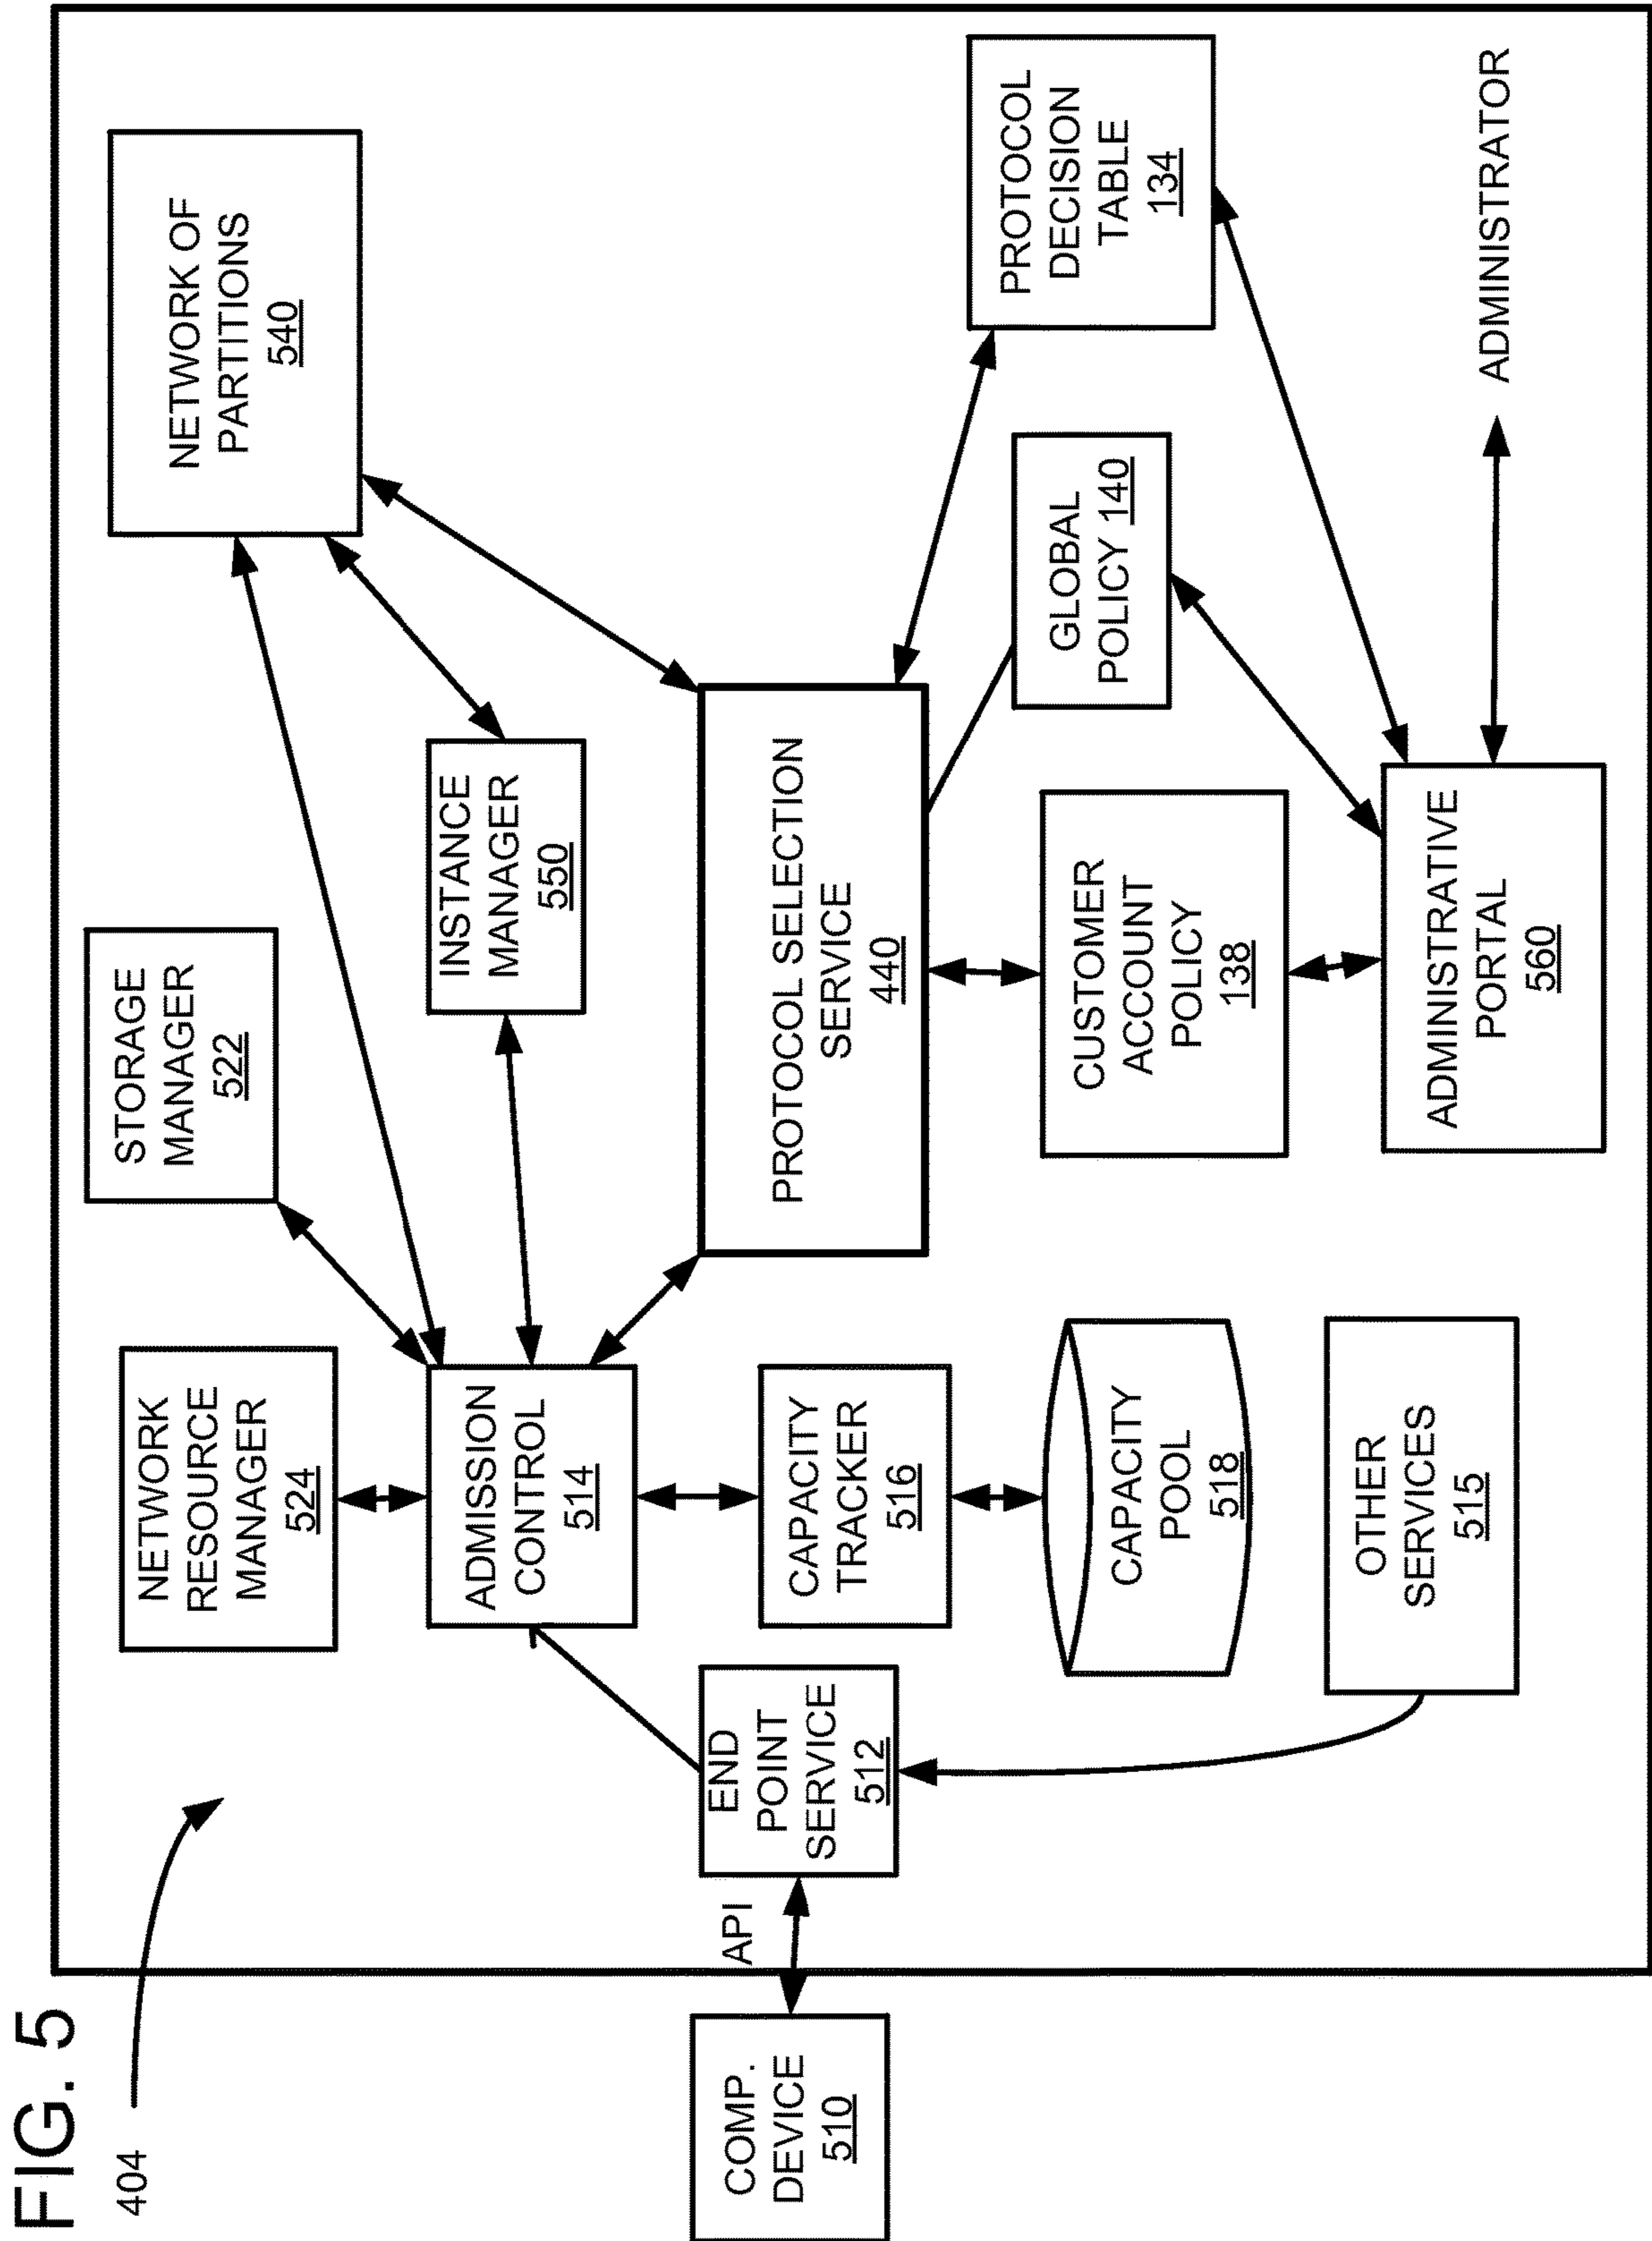 FIG. 5
404
NETWORK
RESOURCE
MANAGER
524
STORAGE
MANAGER
522
NETWORK OF
PARTITIONS
540
INSTANCE
MANAGER
550
ADMISSION
CONTROL
514
COMP.
DEVICE
510
API
END
POINT
SERVICE
512
CAPACITY
TRACKER
516
PROTOCOL SELECTION
SERVICE
440
CAPACITY
POOL
518
CUSTOMER
ACCOUNT
POLICY
138
GLOBAL
POLICY 140
PROTOCOL
DECISION
TABLE
134
OTHER
SERVICES
515
ADMINISTRATIVE
PORTAL
560
ADMINISTRATOR